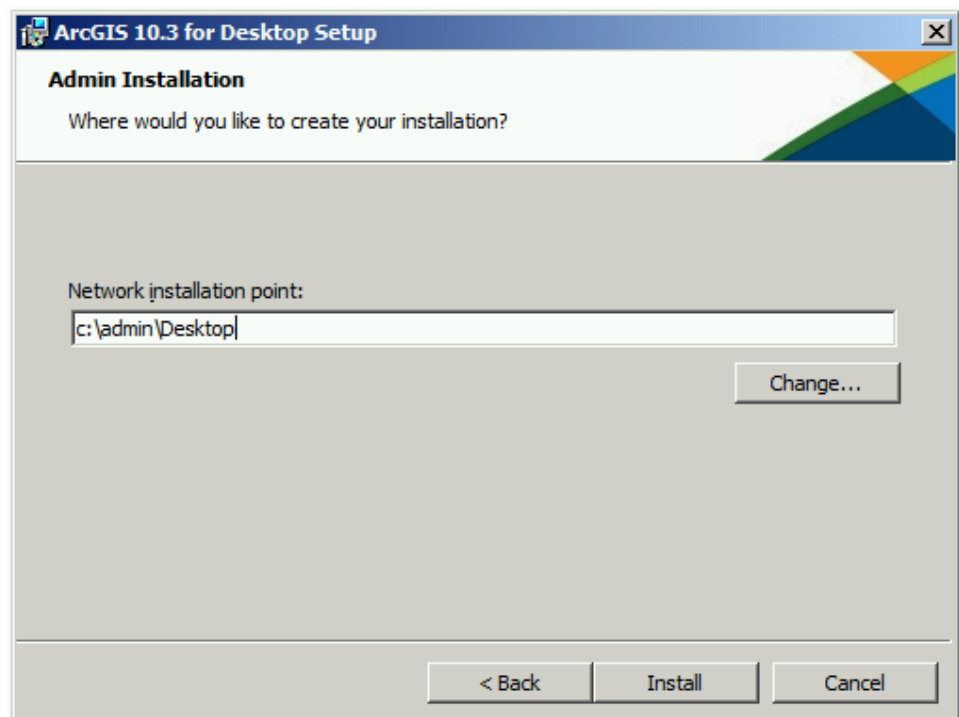 ArcGIS 10.3 for Desktop Setup
Admin Installation
Where would you like to create your installation?
Network installation point:
c:\admin\Desktop
Change...
< Back
Install
Cancel